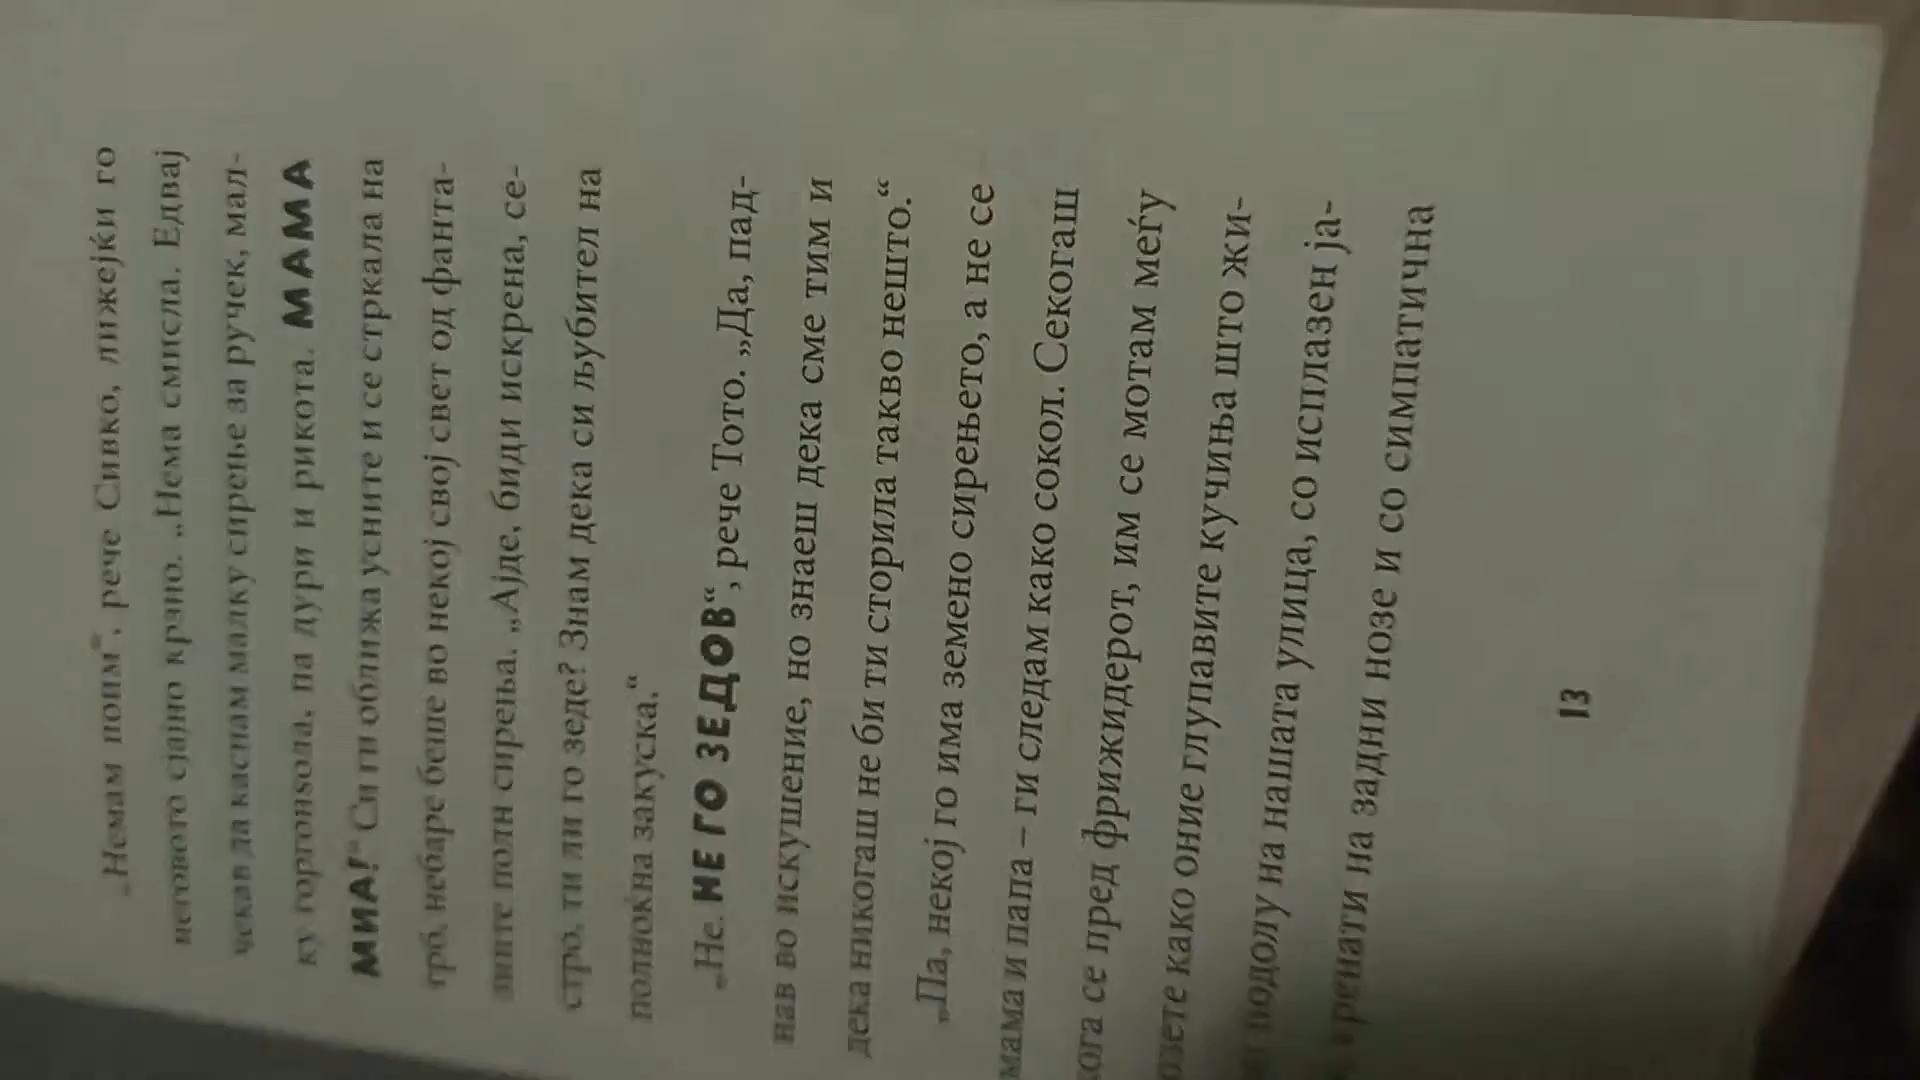 „Немам поим“, рече Сивко, лижејќи го
неговото сјајно крзно. „Нема смисла. Едвај
чекав да каснам малку сирење за ручек, мал-
ку горгонѕола, па дури и рикота. МАМА
МИА!“ Си ги оближа усните и се стркала на
грб, небаре беше во некој свој свет од фанта-
зиите полн сирења. „Ајде, биди искрена, се-
стро, ти ли го зеде? Знам дека си љубител на
полноќна закуска.“
„Не. НЕ ГО ЗЕДОВ“, рече Тото. „Да, пад-
нав во искушение, но знаеш дека сме тим и
дека никогаш не би ти сторила такво нешто.“
„Па, некој го има земено сирењето, а не се
мама и папа – ги следам како сокол. Секогаш
кога се пред фрижидерот, им се мотам меѓу
нозете како оние глупавите кучиња што жи-
подолу на нашата улица, со исплазен ја-
на задни нозе и со симпатична
13